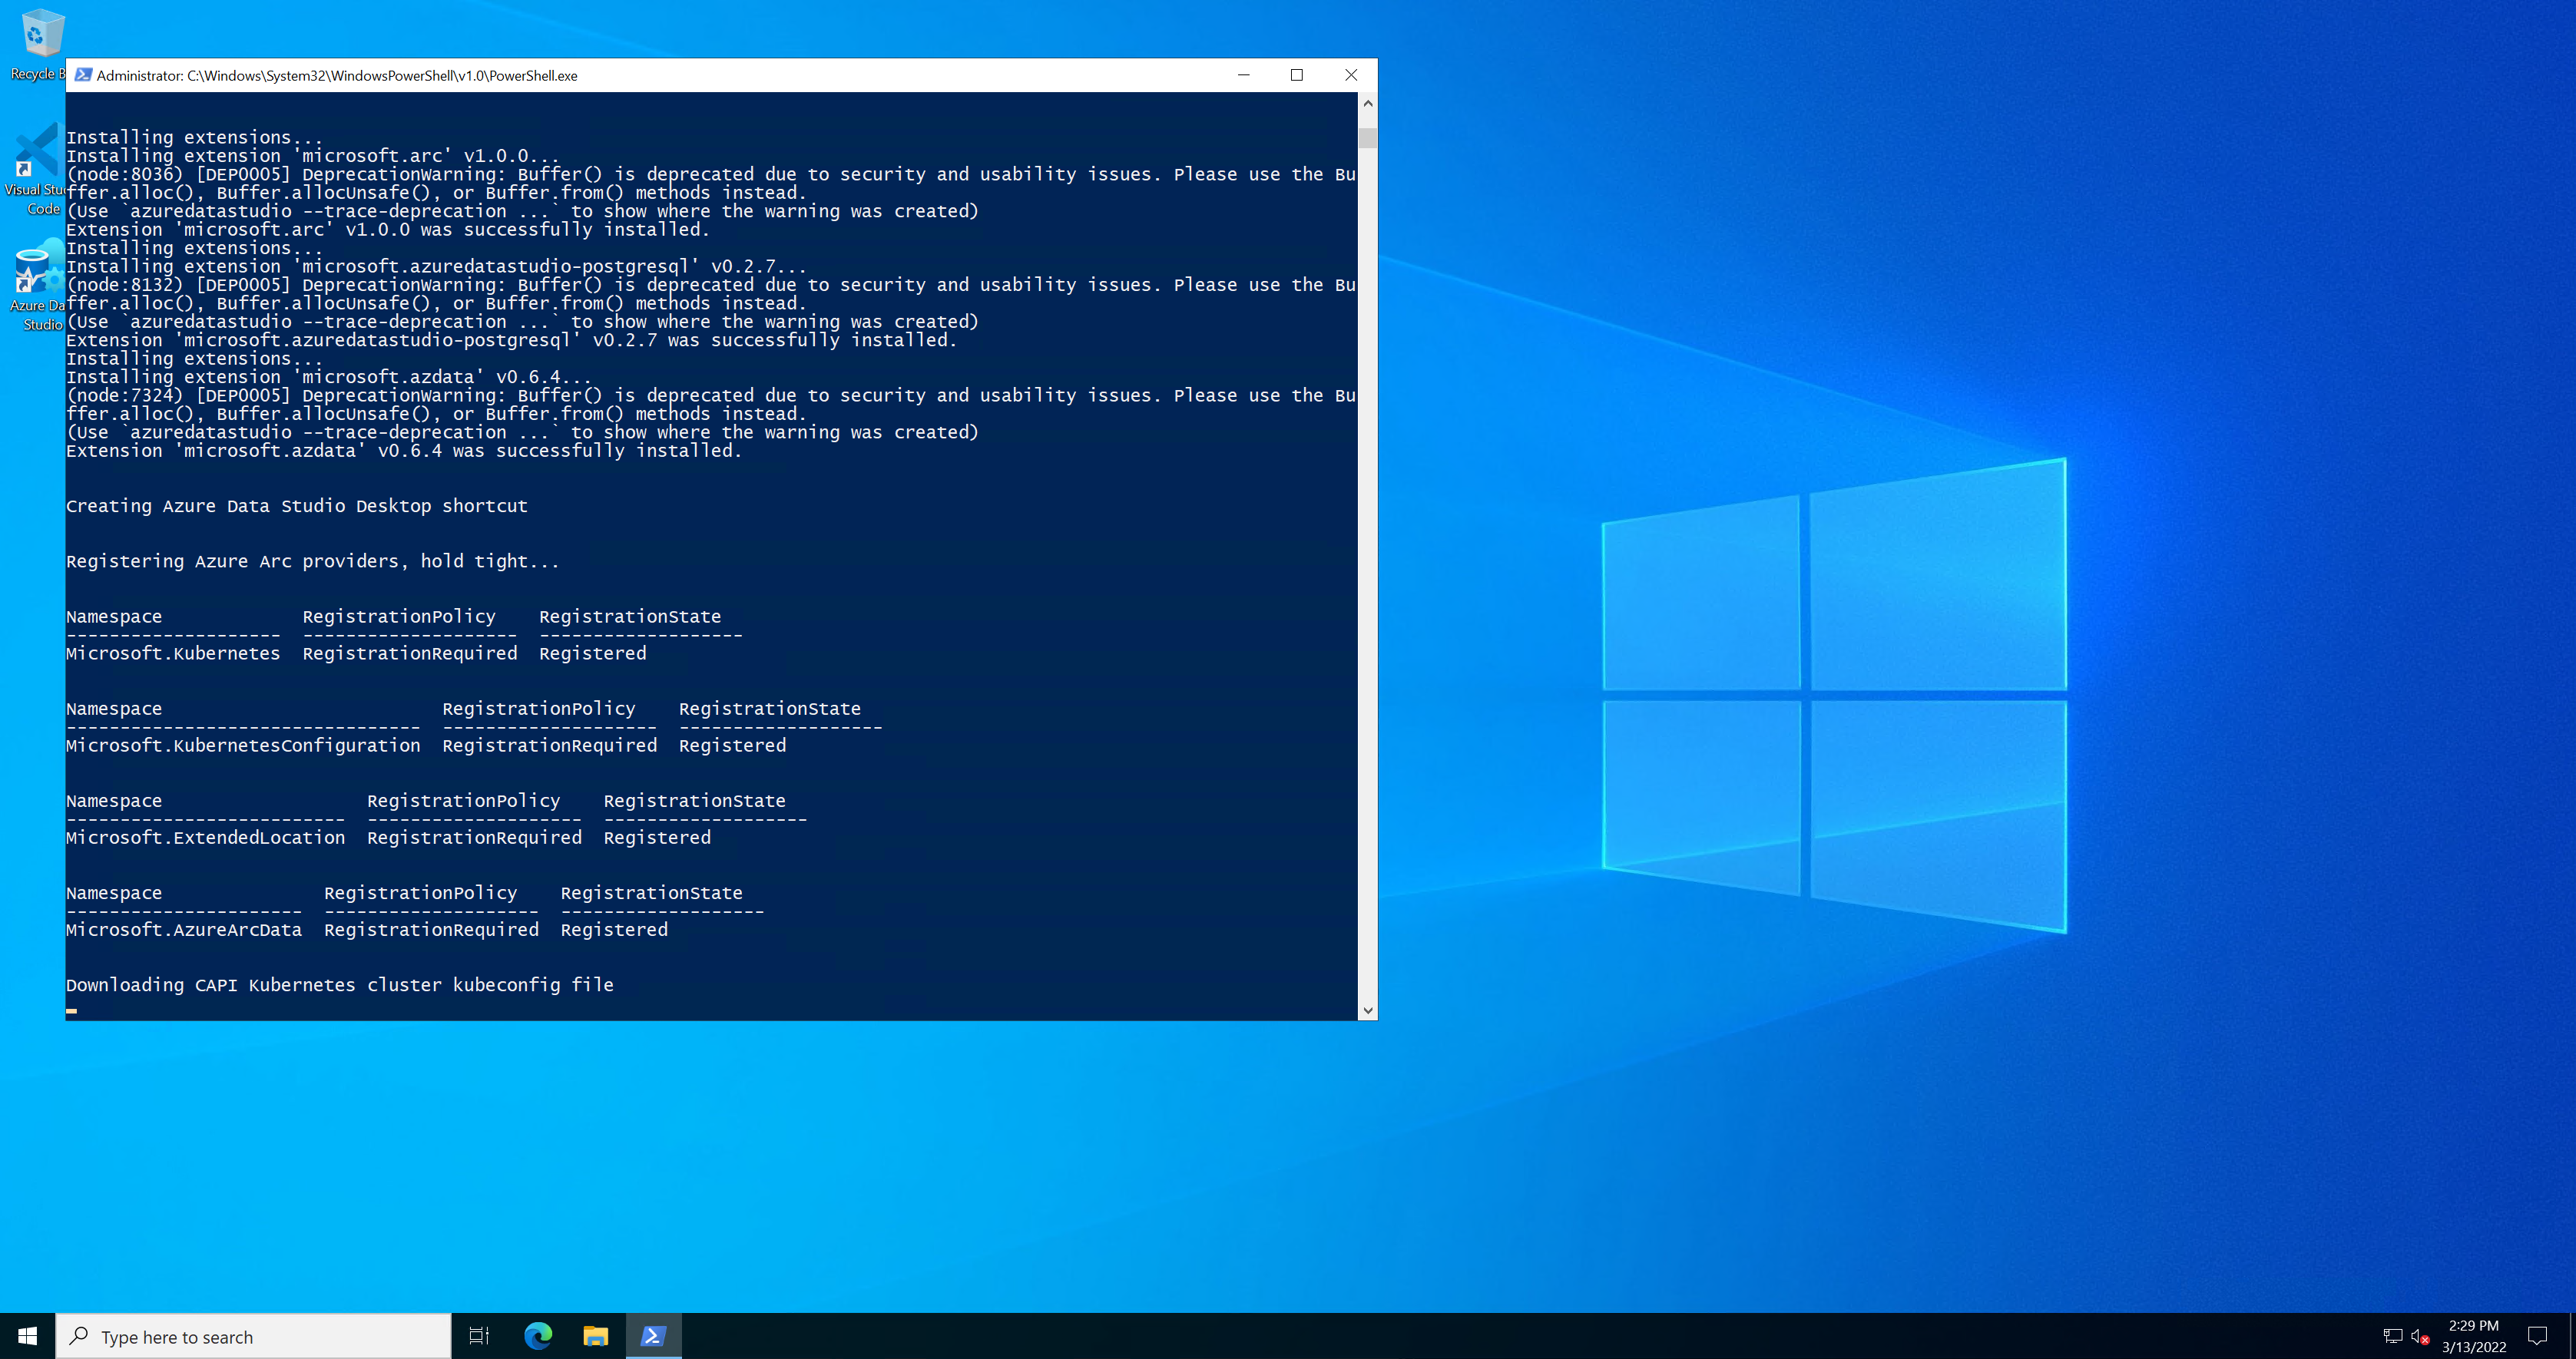 Recycle B
Visual Stu
Code
Azure Da
Studio
Administrator: C:\Windows\System32\WindowsPowerShell\v1.0\PowerShell.exe
Installing extensions...
Installing extension 'microsoft.arc' v1.0.0...
(node:8036) [DEP0005] DeprecationWarning: Buffer() is deprecated due to security and usability issues. Please use the Bu
ffer.alloc(), Buffer.allocUnsafe(), or Buffer.from() methods instead.
(Use `azuredatastudio --trace-deprecation ...` to show where the warning was created)
Extension 'microsoft.arc' v1.0.0 was successfully installed.
Installing extensions...
Installing extension 'microsoft.azuredatastudio-postgresql' v0.2.7...
(node:8132) [DEP0005] DeprecationWarning: Buffer() is deprecated due to security and usability issues. Please use the Bu
ffer.alloc(), Buffer.allocUnsafe(), or Buffer.from() methods instead.
(Use `azuredatastudio --trace-deprecation ...` to show where the warning was created)
Extension 'microsoft.azuredatastudio-postgresql' v0.2.7 was successfully installed.
Installing extensions...
Installing extension 'microsoft.azdata' v0.6.4...
(node:7324) [DEP0005] DeprecationWarning: Buffer() is deprecated due to security and usability issues. Please use the Bu
ffer.alloc(), Buffer.allocUnsafe(), or Buffer.from() methods instead.
(Use `azuredatastudio --trace-deprecation ...` to show where the warning was created)
Extension 'microsoft.azdata' v0.6.4 was successfully installed.
Creating Azure Data Studio Desktop shortcut
Registering Azure Arc providers, hold tight...
Namespace             RegistrationPolicy    RegistrationState
--------------------  --------------------  -------------------
Microsoft.Kubernetes  RegistrationRequired  Registered
Namespace                          RegistrationPolicy    RegistrationState
---------------------------------  --------------------  -------------------
Microsoft.KubernetesConfiguration  RegistrationRequired  Registered
Namespace                   RegistrationPolicy    RegistrationState
--------------------------  --------------------  -------------------
Microsoft.ExtendedLocation  RegistrationRequired  Registered
Namespace               RegistrationPolicy    RegistrationState
----------------------  --------------------  -------------------
Microsoft.AzureArcData  RegistrationRequired  Registered
Downloading CAPI Kubernetes cluster kubeconfig file
Type here to search
2:29 PM
3/13/2022